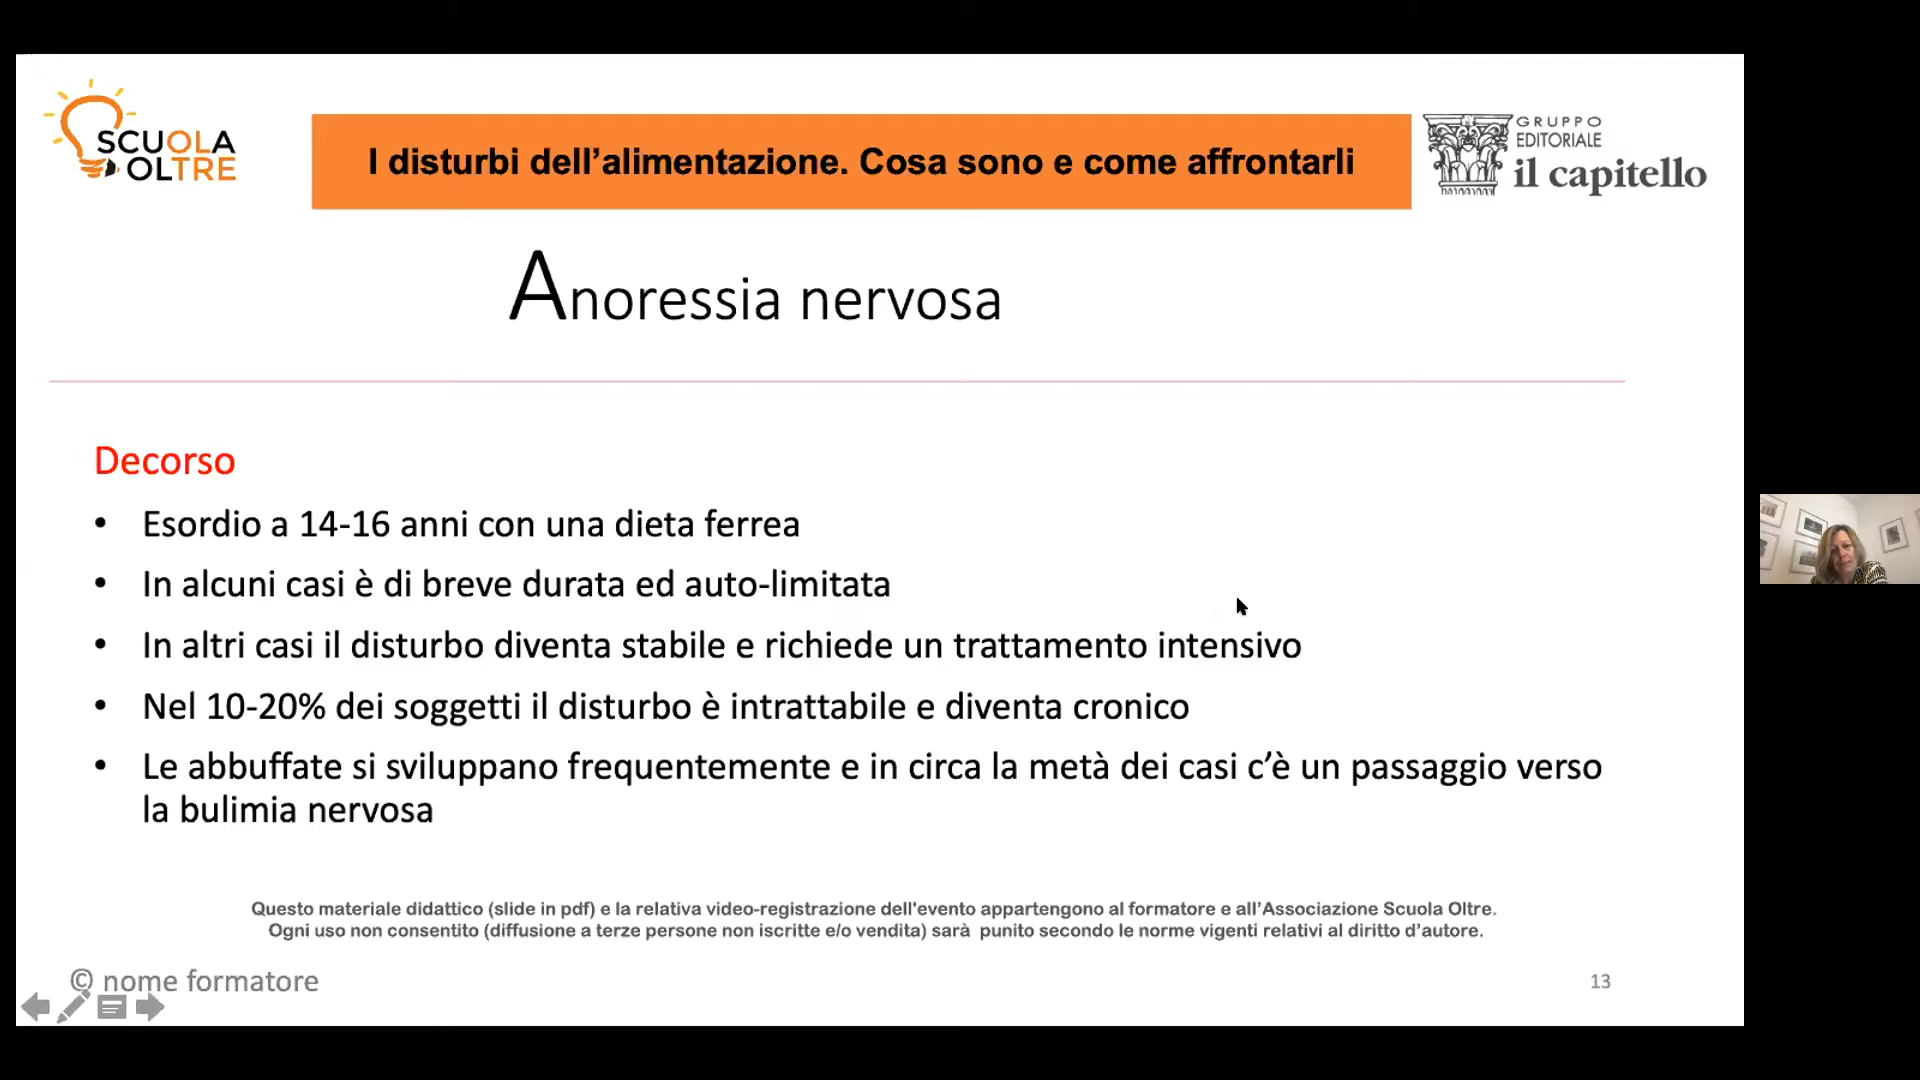 SCUOLA
OLTRE
I disturbi dell’alimentazione. Cosa sono e come affrontarli
GRUPPO
EDITORIALE
il capitello
Anoressia nervosa
Decorso
• Esordio a 14-16 anni con una dieta ferrea
• In alcuni casi è di breve durata ed auto-limitata
• In altri casi il disturbo diventa stabile e richiede un trattamento intensivo
• Nel 10-20% dei soggetti il disturbo è intrattabile e diventa cronico
• Le abbuffate si sviluppano frequentemente e in circa la metà dei casi c’è un passaggio verso
la bulimia nervosa
Questo materiale didattico (slide in pdf) e la relativa video-registrazione dell'evento appartengono al formatore e all’Associazione Scuola Oltre.
Ogni uso non consentito (diffusione a terze persone non iscritte e/o vendita) sarà punito secondo le norme vigenti relativi al diritto d’autore.
© nome formatore
13